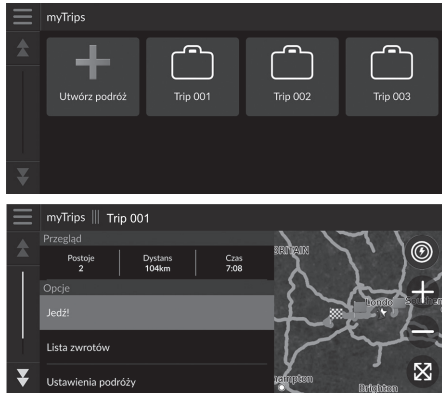 myTrips
Utwórz podróż
Trip 001
Trip 002
Trip 003
myTrips Trip 001
Przegląd
Postoje Dystans Czas
2 104km 7:08
Opcje
Jedź!
Lista zwrotów
Ustawienia podróży
BRITAIN
Londo
Brighton